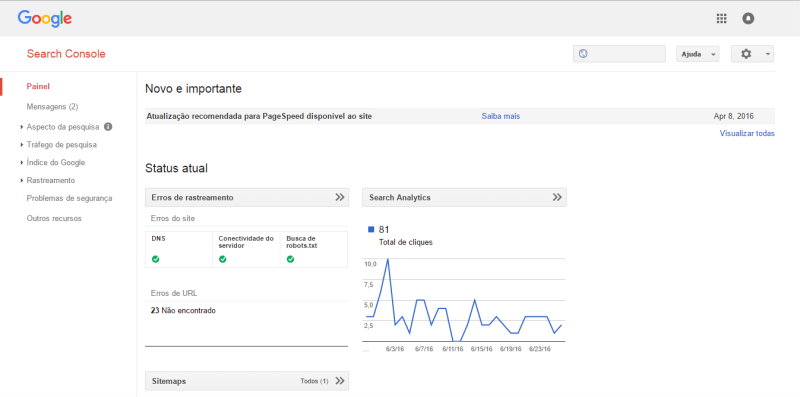 Google
Search Console
Ajuda
Painel
Mensagens (2)
Aspecto da pesquisa
Tráfego de pesquisa
Índice do Google
Rastreamento
Problemas de segurança
Outros recursos
Novo e importante
Atualização recomendada para PageSpeed disponível ao site Saiba mais Apr 8, 2016
Visualizar todas
Status atual
Erros de rastreamento
Erros do site
DNS
Conectividade do
servidor
Busca de
robots.txt
Erros de URL
23 Não encontrado
Sitemaps Todos (1)
Search Analytics
81
Total de cliques
10,0
5,0
2,5
... 6/3/16 6/7/16 6/11/16 6/15/16 6/19/16 6/23/16